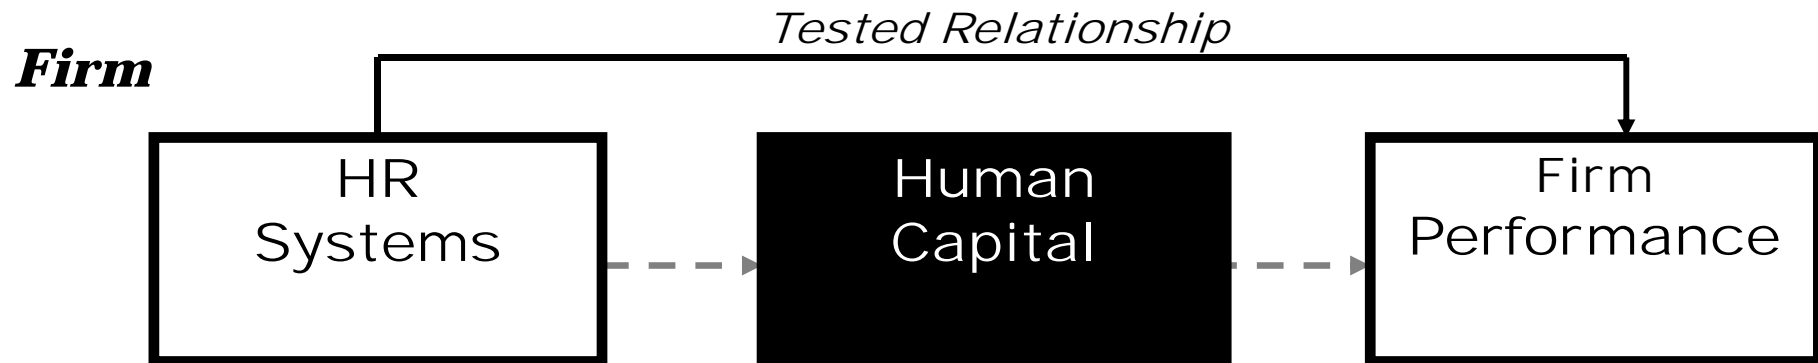 Tested Relationship
Firm
HR
Systems
Human
Capital
Firm
Performance